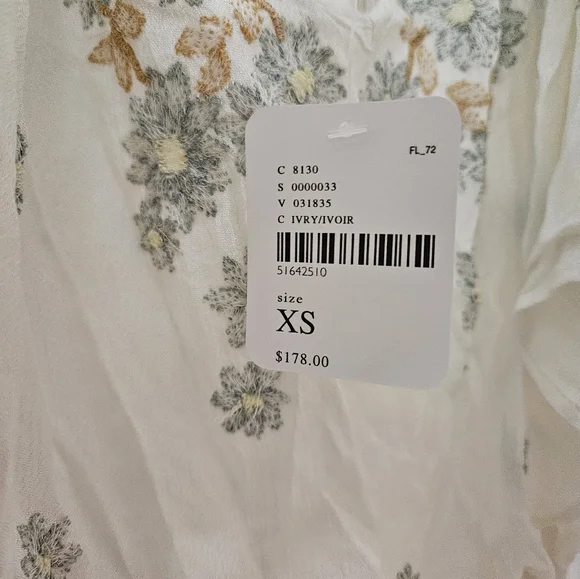 FL_72
C 8130
S 0000033
V 031835
C IVRY/IVOIR
51642510
size
XS
$178.00